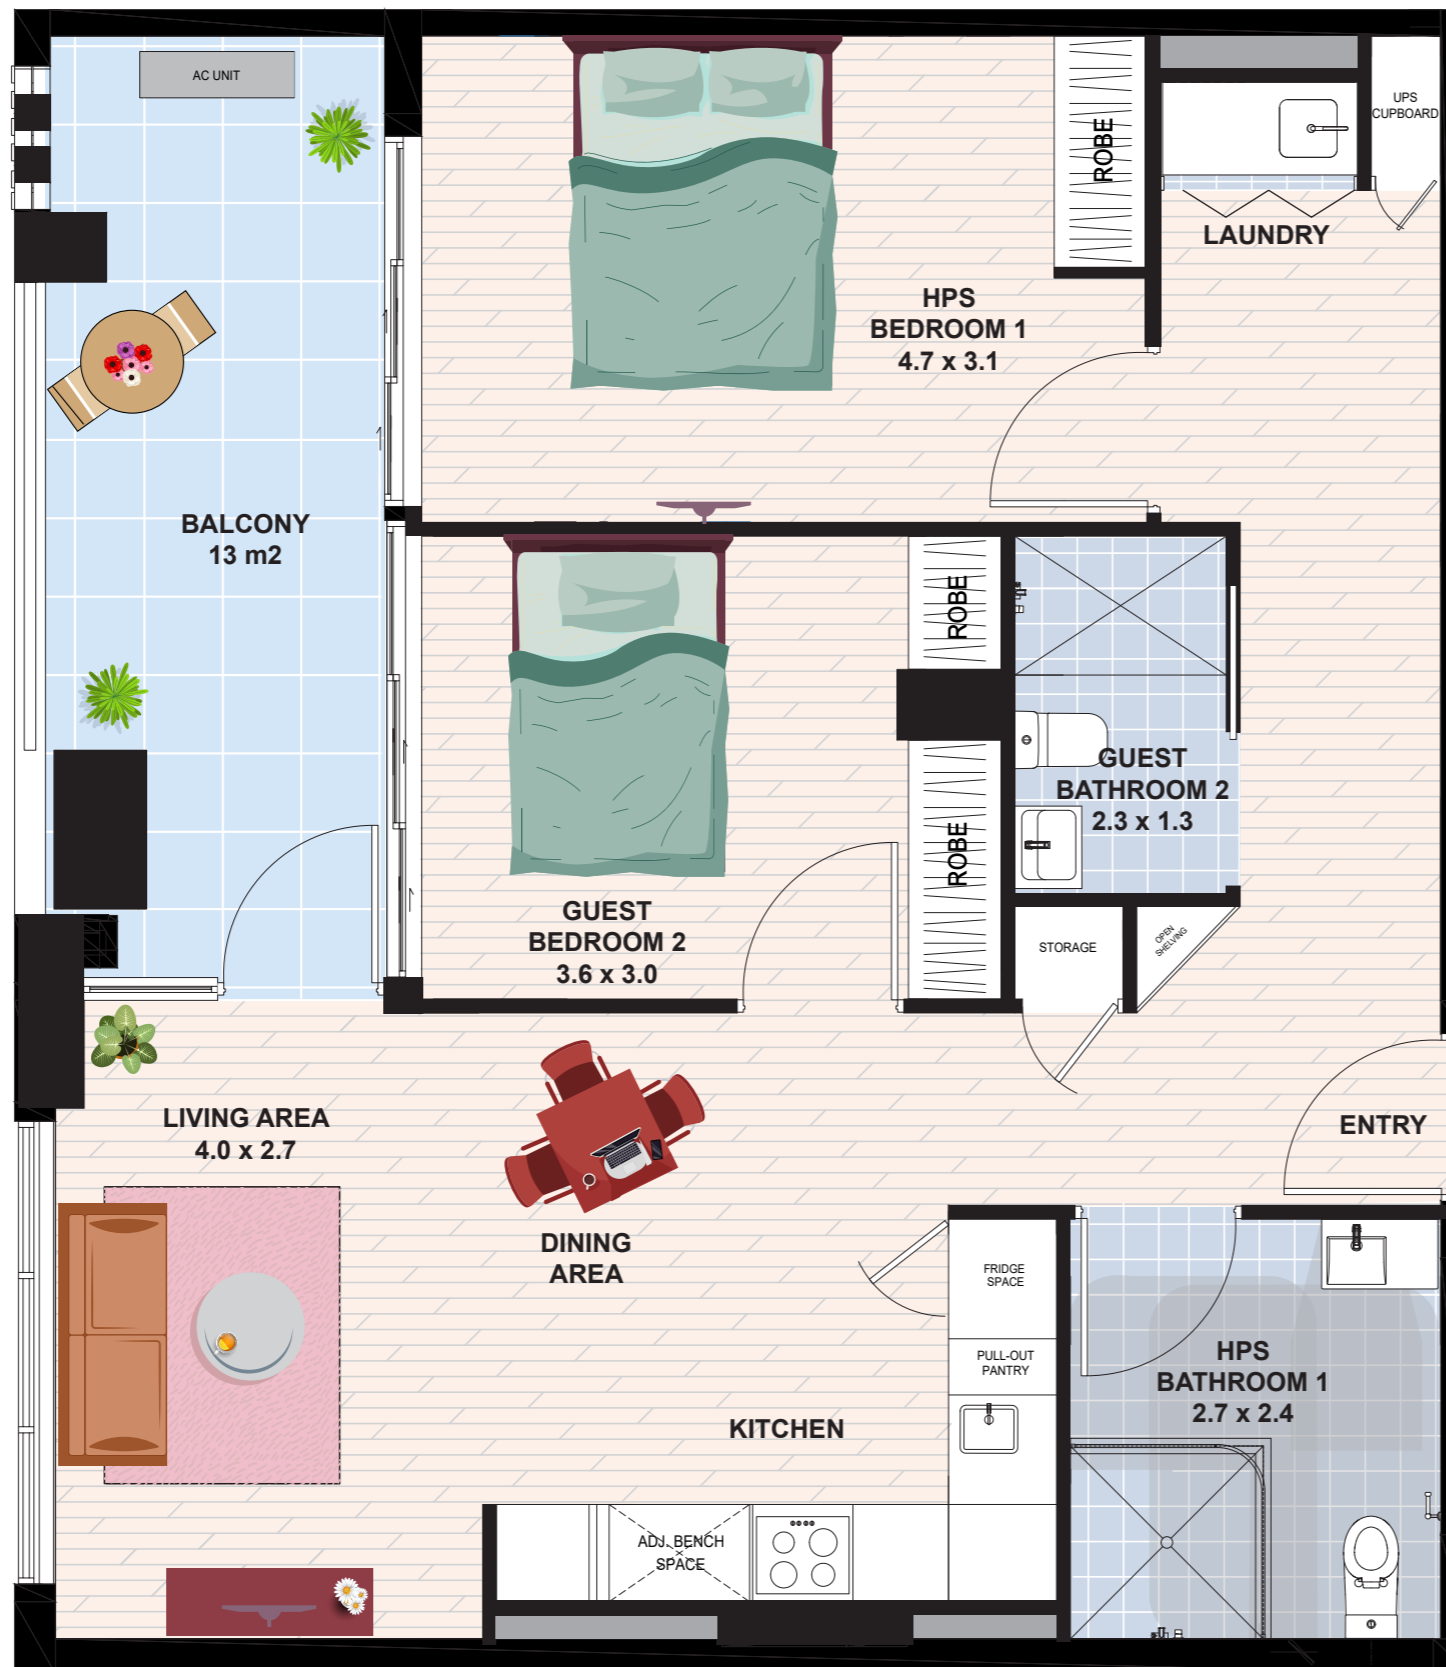 AC UNIT
UPS
CUPBOARD
ROBE
LAUNDRY
HPS
BEDROOM 1
4.7 x 3.1
BALCONY
13 m2
ROBE
GUEST
BATHROOM 2
2.3 x 1.3
ROBE
GUEST
BEDROOM 2
3.6 x 3.0
STORAGE
OPEN
SHELVING
LIVING AREA
4.0 x 2.7
ENTRY
DINING
AREA
FRIDGE
SPACE
PULL-OUT
PANTRY
HPS
BATHROOM 1
2.7 x 2.4
KITCHEN
ADJ. BENCH
SPACE